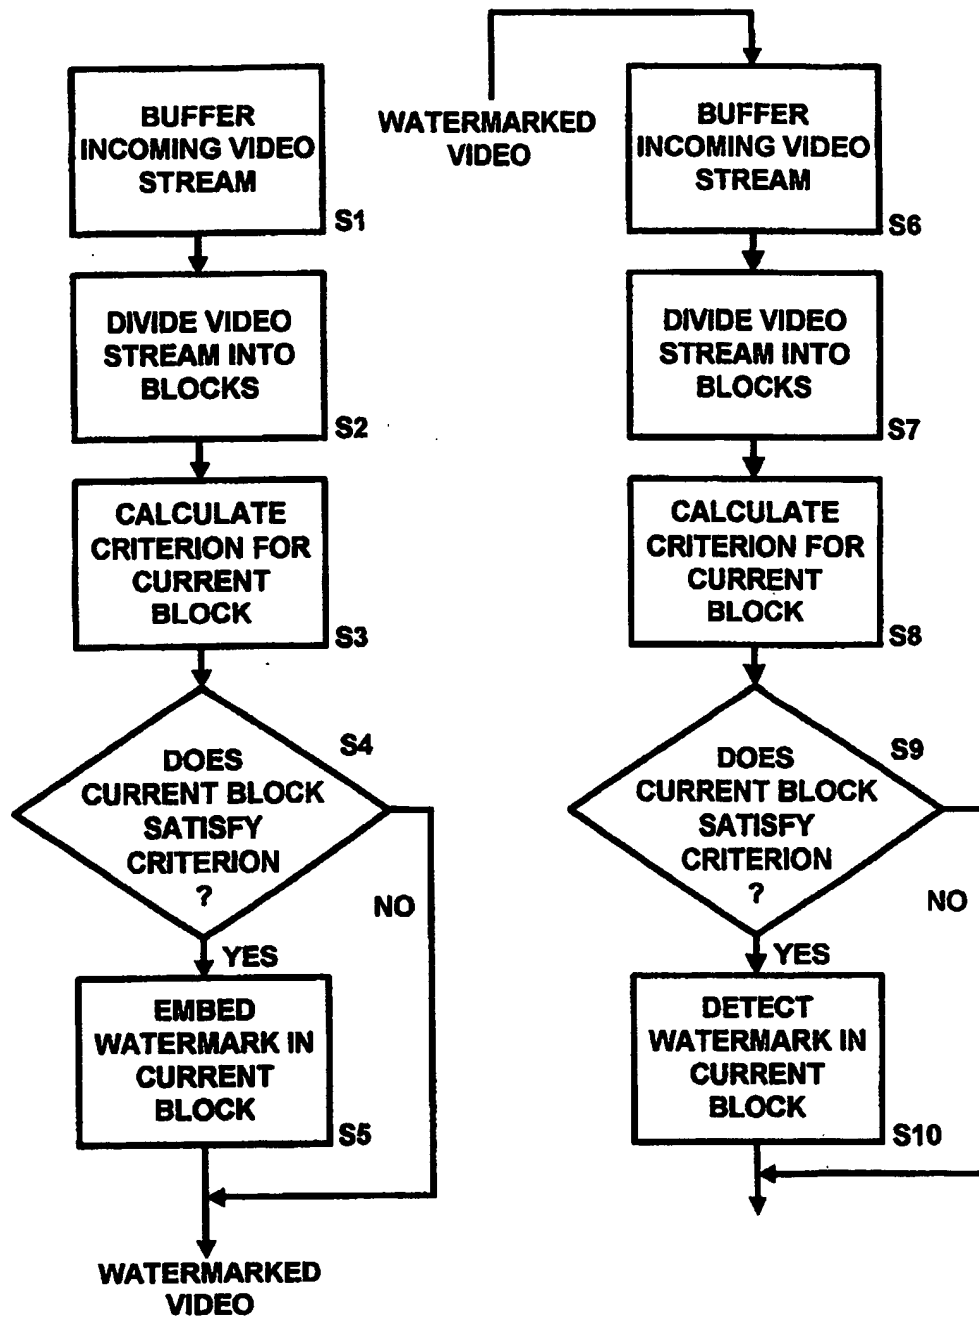 BUFFER
INCOMING VIDEO
STREAM
S1
DIVIDE VIDEO
STREAM INTO
BLOCKS
S2
CALCULATE
CRITERION FOR
CURRENT
BLOCK
S3
S4
DOES
CURRENT BLOCK
SATISFY
CRITERION
?
NO
YES
EMBED
WATERMARK IN
CURRENT
BLOCK
S5
WATERMARKED
VIDEO
WATERMARKED
VIDEO
BUFFER
INCOMING VIDEO
STREAM
S6
DIVIDE VIDEO
STREAM INTO
BLOCKS
S7
CALCULATE
CRITERION FOR
CURRENT
BLOCK
S8
S9
DOES
CURRENT BLOCK
SATISFY
CRITERION
?
NO
YES
DETECT
WATERMARK IN
CURRENT
BLOCK
S10